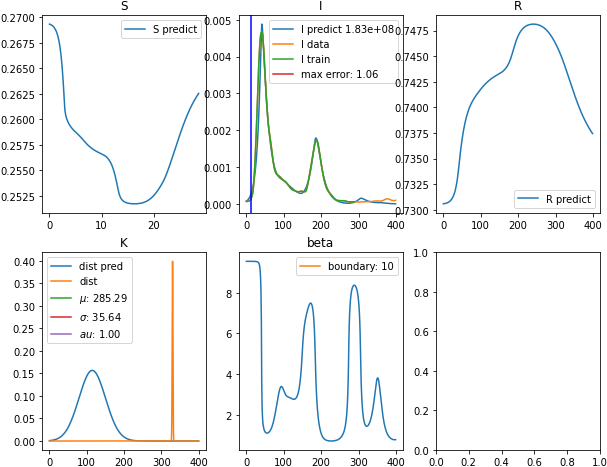 S
0.2700
0.2675
0.2650
0.2625
0.2600
0.2575
0.2550
0.2525
0 10 20
S predict
I
0.005
0.004
0.003
0.002
0.001
0.000
0 100 200 300 400
I predict 1.83e+08
I data
I train
max error: 1.06
R
0.7475
0.7450
0.7425
0.7400
0.7375
0.7350
0.7325
0.7300
0 100 200 300 400
R predict
K
0.40
0.35
0.30
0.25
0.20
0.15
0.10
0.05
0.00
0 100 200 300 400
dist pred
dist
μ: 285.29
σ: 35.64
au: 1.00
beta
8
6
4
2
0 100 200 300 400
boundary: 10
1.0
0.8
0.6
0.4
0.2
0.0
0.0 0.2 0.4 0.6 0.8 1.0